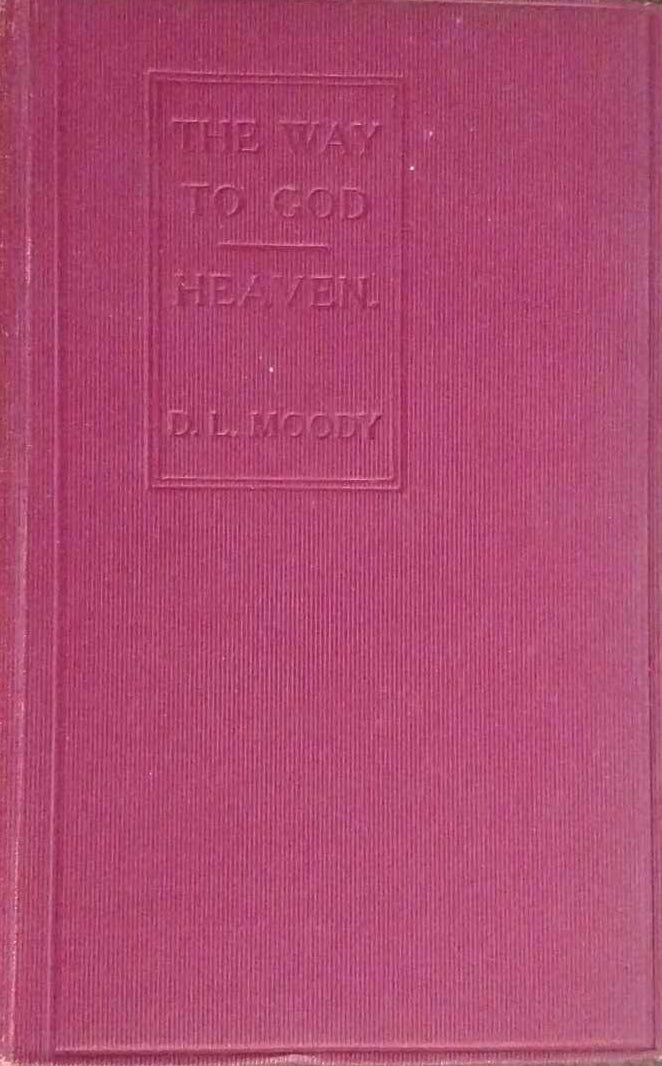 THE WAY
TO GOD
HEAVEN.
D. L. MOODY